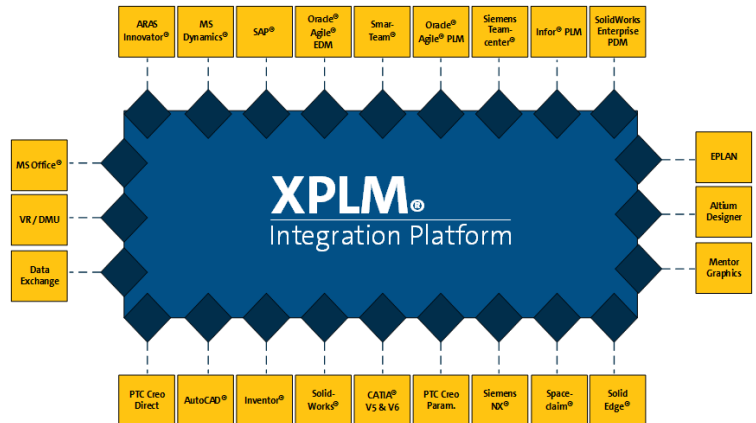 ARAS
Innovator®
MS
Dynamics®
SAP®
Oracle®
Agile®
EDM
Smar-
Team®
Oracle®
Agile® PLM
Siemens
Team-
center®
Infor® PLM
SolidWorks
Enterprise
PDM
MS Office®
VR / DMU
Data
Exchange
XPLM®
Integration Platform
EPLAN
Altium
Designer
Mentor
Graphics
PTC Creo
Direct
AutoCAD®
Inventor®
Solid-
Works®
CATIA®
V5 & V6
PTC Creo
Param.
Siemens
NX®
Space-
claim®
Solid
Edge®